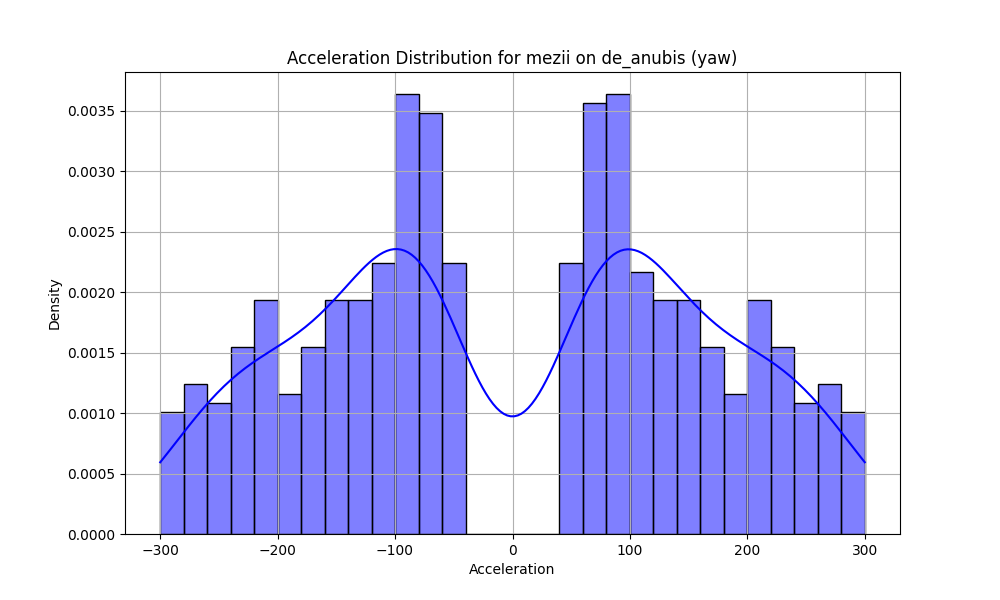 Acceleration Distribution for mezii on de_anubis (yaw)
0.0035
0.0030
0.0025
0.0020
0.0015
0.0010
0.0005
0.0000
Density
−300 −200 −100 0 100 200 300
Acceleration